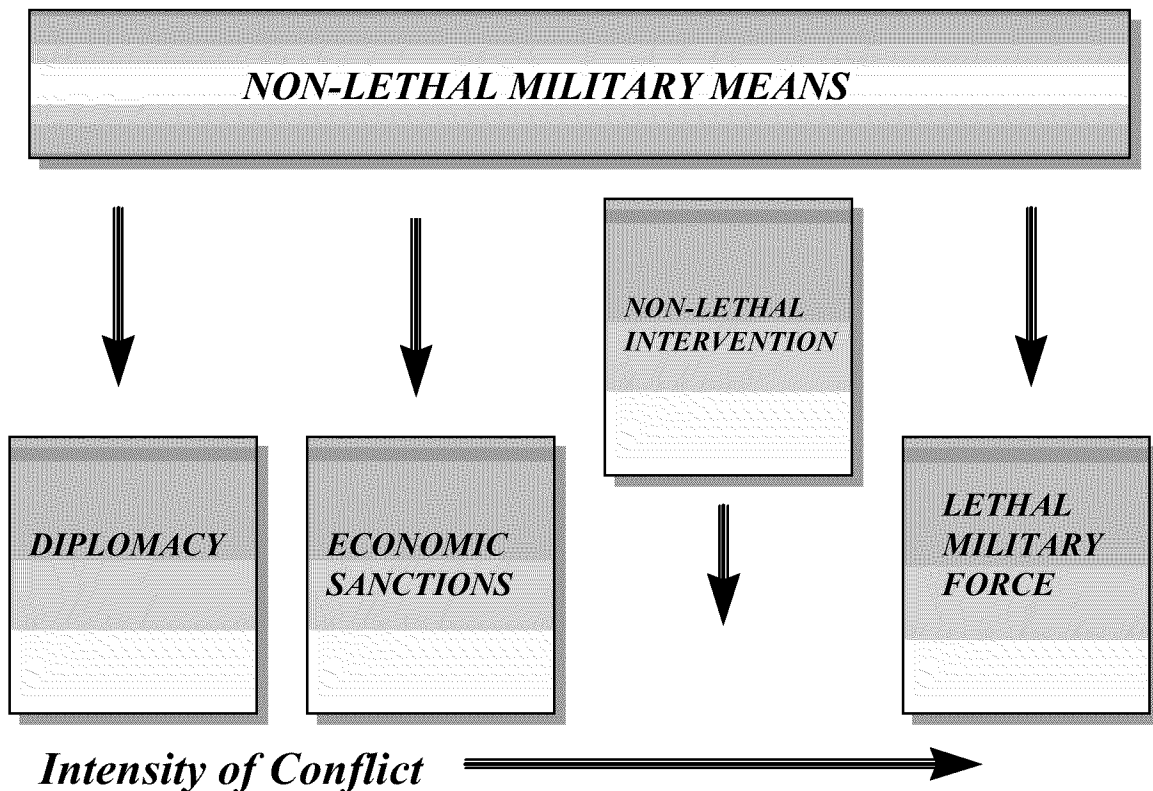 NON-LETHAL MILITARY MEANS
NON-LETHAL
INTERVENTION
DIPLOMACY
ECONOMIC
SANCTIONS
LETHAL
MILITARY
FORCE
Intensity of Conflict